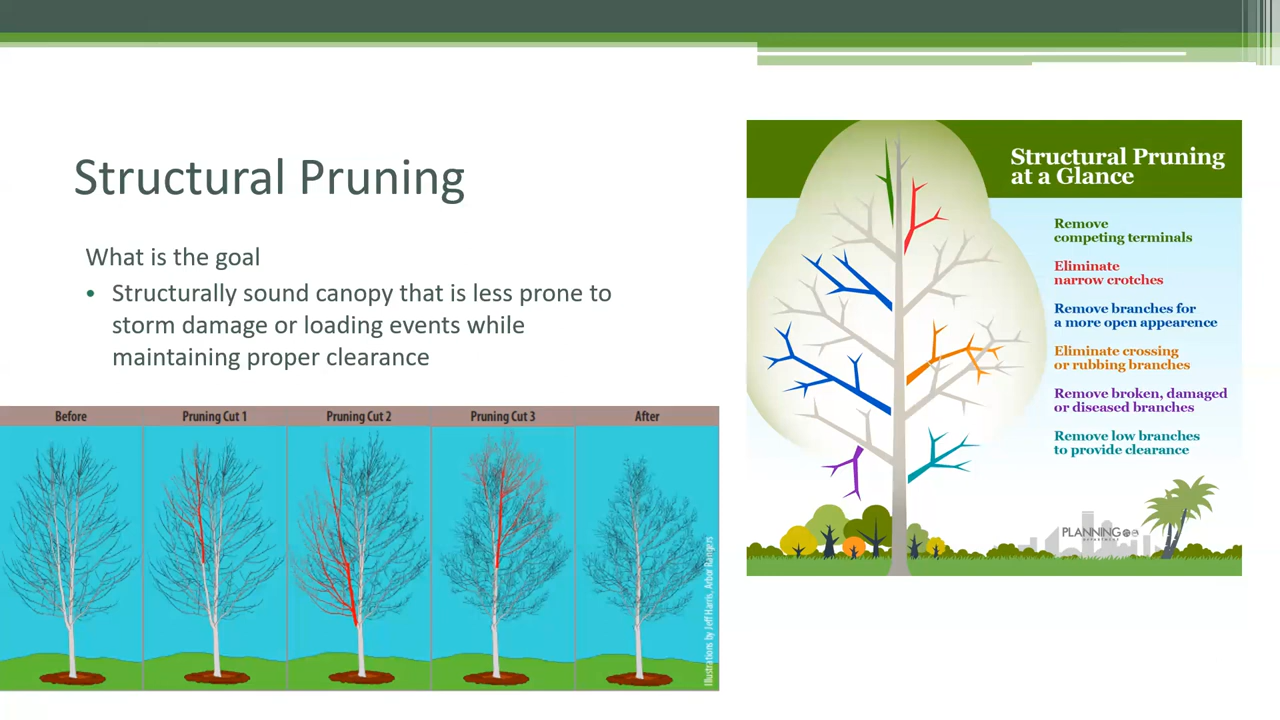 Structural Pruning
What is the goal
• Structurally sound canopy that is less prone to
storm damage or loading events while
maintaining proper clearance
Before
Pruning Cut 1
Pruning Cut 2
Pruning Cut 3
After
Illustrations by Jeff Harris, Arbor Rangers
Structural Pruning
at a Glance
Remove
competing terminals
Eliminate
narrow crotches
Remove branches for
a more open appearence
Eliminate crossing
or rubbing branches
Remove broken, damaged
or diseased branches
Remove low branches
to provide clearance
PLANNING